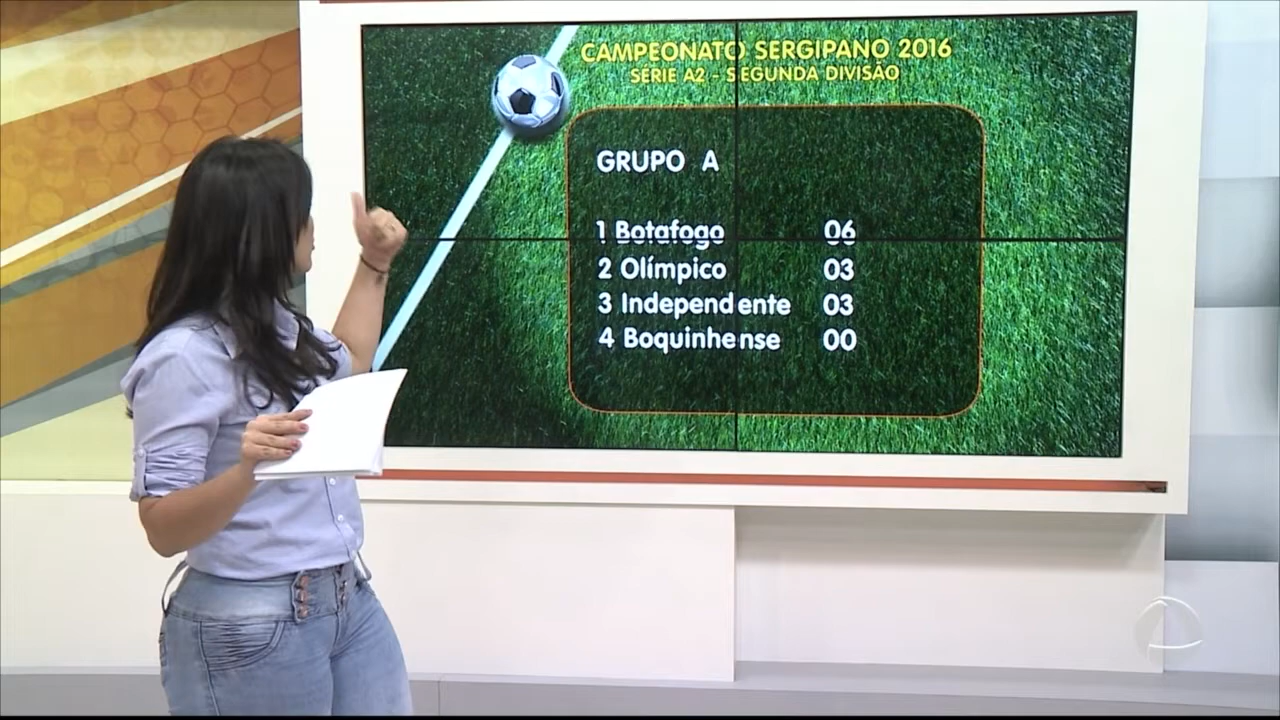 CAMPEONATO SERGIPANO 2016
SÉRIE A2 - SEGUNDA DIVISÃO
GRUPO A
1 Botafogo 06
2 Olímpico 03
3 Independente 03
4 Boquinhense 00